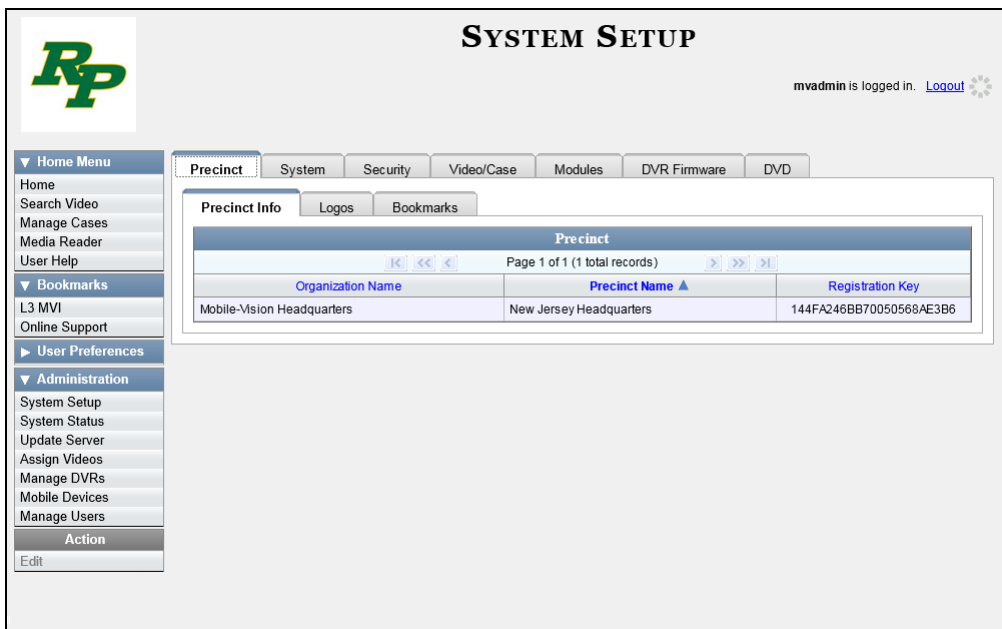 RP
SYSTEM SETUP
mvadmin is logged in. Logout
▼ Home Menu
Home
Search Video
Manage Cases
Media Reader
User Help
▼ Bookmarks
L3 MVI
Online Support
▶ User Preferences
▼ Administration
System Setup
System Status
Update Server
Assign Videos
Manage DVRs
Mobile Devices
Manage Users
Action
Edit
Precinct System Security Video/Case Modules DVR Firmware DVD
Precinct Info Logos Bookmarks
Precinct
|< << < Page 1 of 1 (1 total records) > >> >|
Organization Name Precinct Name ▲ Registration Key
Mobile-Vision Headquarters New Jersey Headquarters 144FA246BB70050568AE3B6